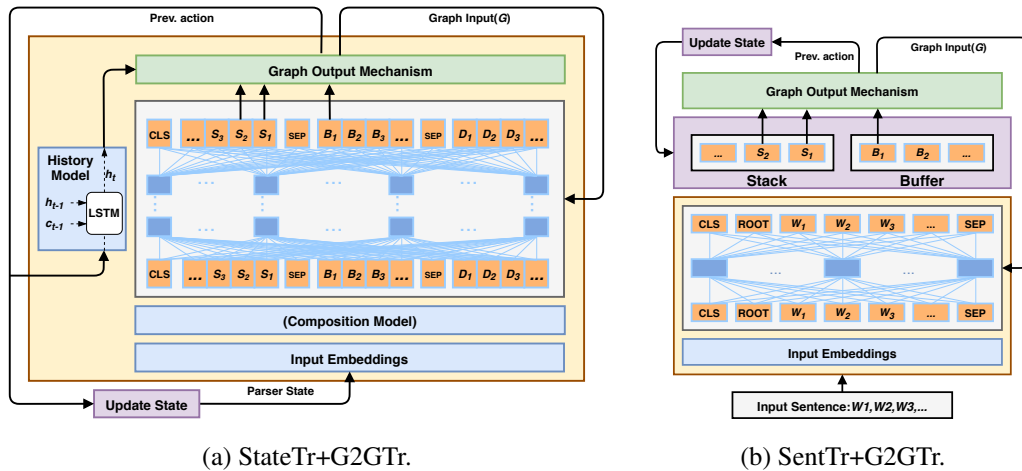 Prev. action
Graph Input(G)
Graph Output Mechanism
CLS ... S3 S2 S1 SEP B1 B2 B3 ... SEP D1 D2 D3 ...
History
Model
ht
ht-1
LSTM
ct-1
... ... ...
... ... ...
CLS ... S3 S2 S1 SEP B1 B2 B3 ... SEP D1 D2 D3 ...
(Composition Model)
Input Embeddings
Parser State
Update State
(a) StateTr+G2GTr.
Update State
Graph Input(G)
Prev. action
Graph Output Mechanism
... S2 S1 B1 B2 ...
Stack Buffer
CLS ROOT W1 W2 W3 ... SEP
... ...
CLS ROOT W1 W2 W3 ... SEP
Input Embeddings
Input Sentence:W1,W2,W3,...
(b) SentTr+G2GTr.